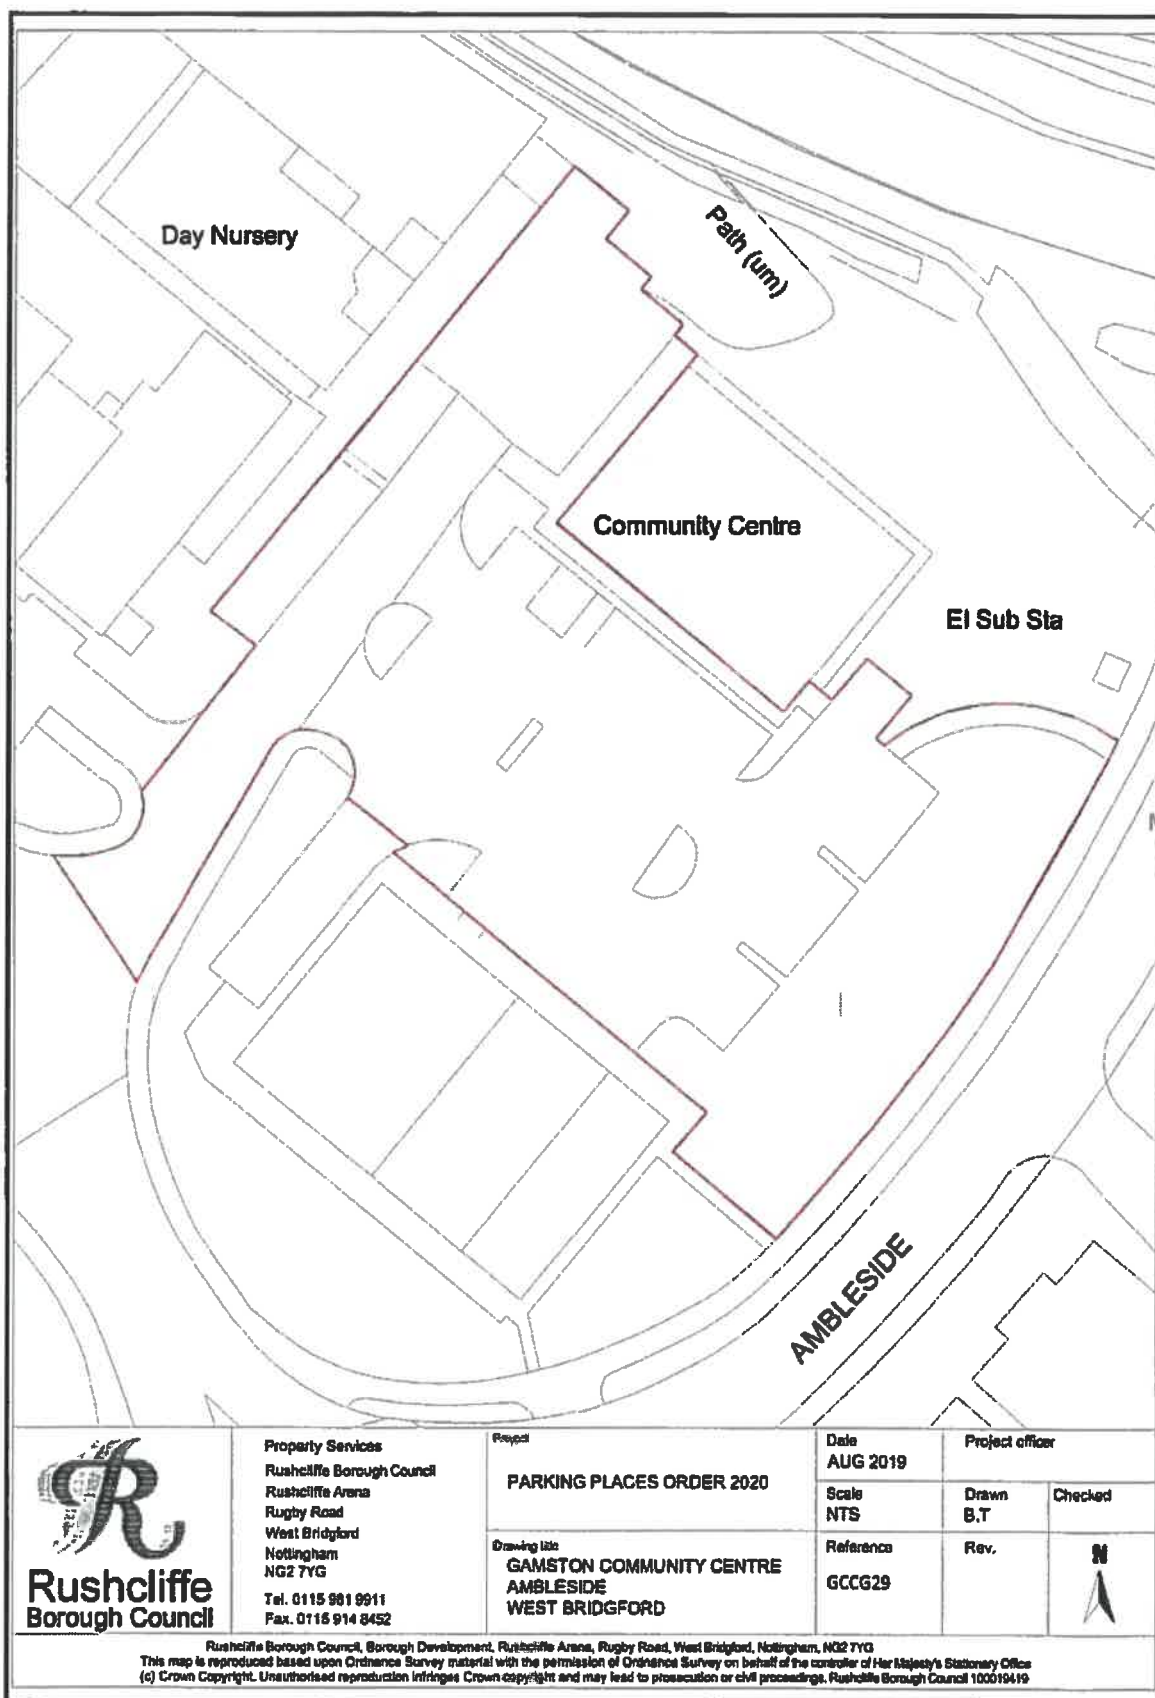 Day Nursery
Path (um)
Community Centre
El Sub Sta
AMBLESIDE
R
Rushcliffe
Borough Council
Property Services
Rushcliffe Borough Council
Rushcliffe Arena
Rugby Road
West Bridgford
Nottingham
NG2 7YG
Tel. 0115 981 9911
Fax. 0115 914 8452
Project
PARKING PLACES ORDER 2020
Drawing title
GAMSTON COMMUNITY CENTRE
AMBLESIDE
WEST BRIDGFORD
Date
AUG 2019
Project officer
Scale
NTS
Drawn
B.T
Checked
Reference
GCCG29
Rev.
N
Rushcliffe Borough Council, Borough Development, Rushcliffe Arena, Rugby Road, West Bridgford, Nottingham, NG2 7YG
This map is reproduced based upon Ordnance Survey material with the permission of Ordnance Survey on behalf of the controller of Her Majesty's Stationary Office
(c) Crown Copyright. Unauthorised reproduction infringes Crown copyright and may lead to prosecution or civil proceedings. Rushcliffe Borough Council 100019419